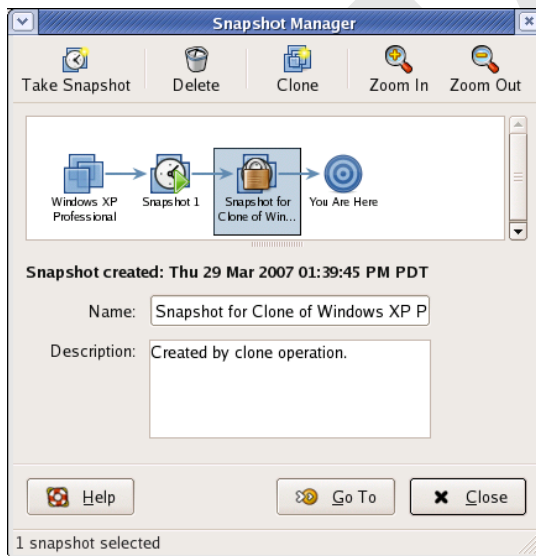 Snapshot Manager
Take Snapshot Delete Clone Zoom In Zoom Out
Windows XP Professional
Snapshot 1
Snapshot for Clone of Win...
You Are Here
Snapshot created: Thu 29 Mar 2007 01:39:45 PM PDT
Name: Snapshot for Clone of Windows XP P
Description: Created by clone operation.
Help Go To Close
1 snapshot selected